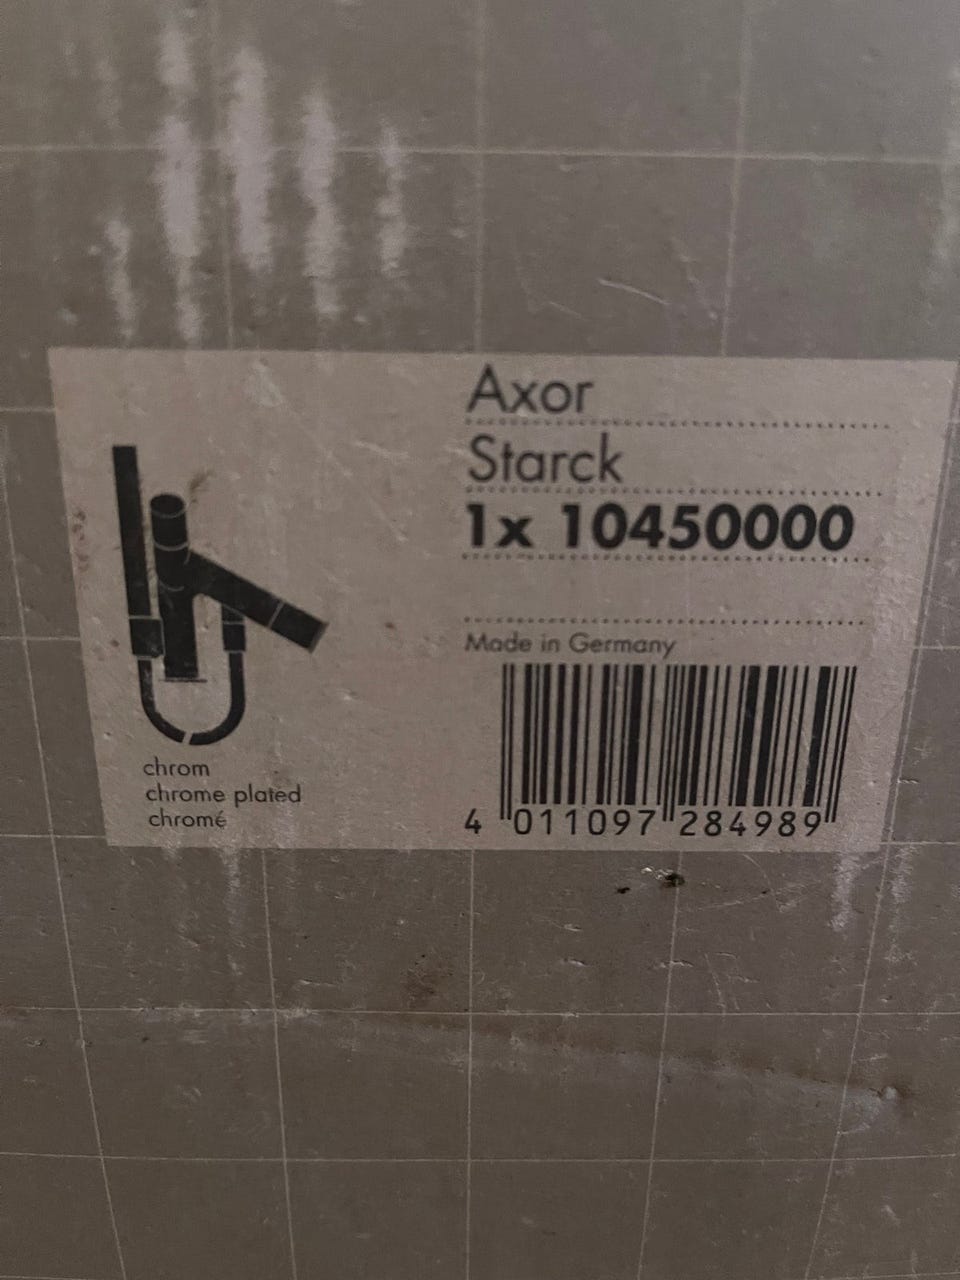 Axor
Starck
1x 10450000
Made in Germany
chrom
chrome plated
chromé
4 011097 284989